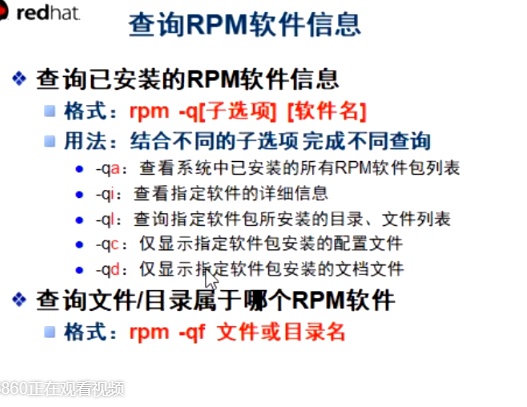 redhat.
查询RPM软件信息
查询已安装的RPM软件信息
格式：rpm -q[子选项] [软件名]
用法：结合不同的子选项完成不同查询
-qa：查看系统中已安装的所有RPM软件包列表
-qi：查看指定软件的详细信息
-ql：查询指定软件包所安装的目录、文件列表
-qc：仅显示指定软件包安装的配置文件
-qd：仅显示指定软件包安装的文档文件
查询文件/目录属于哪个RPM软件
格式：rpm -qf 文件或目录名
860正在观看视频